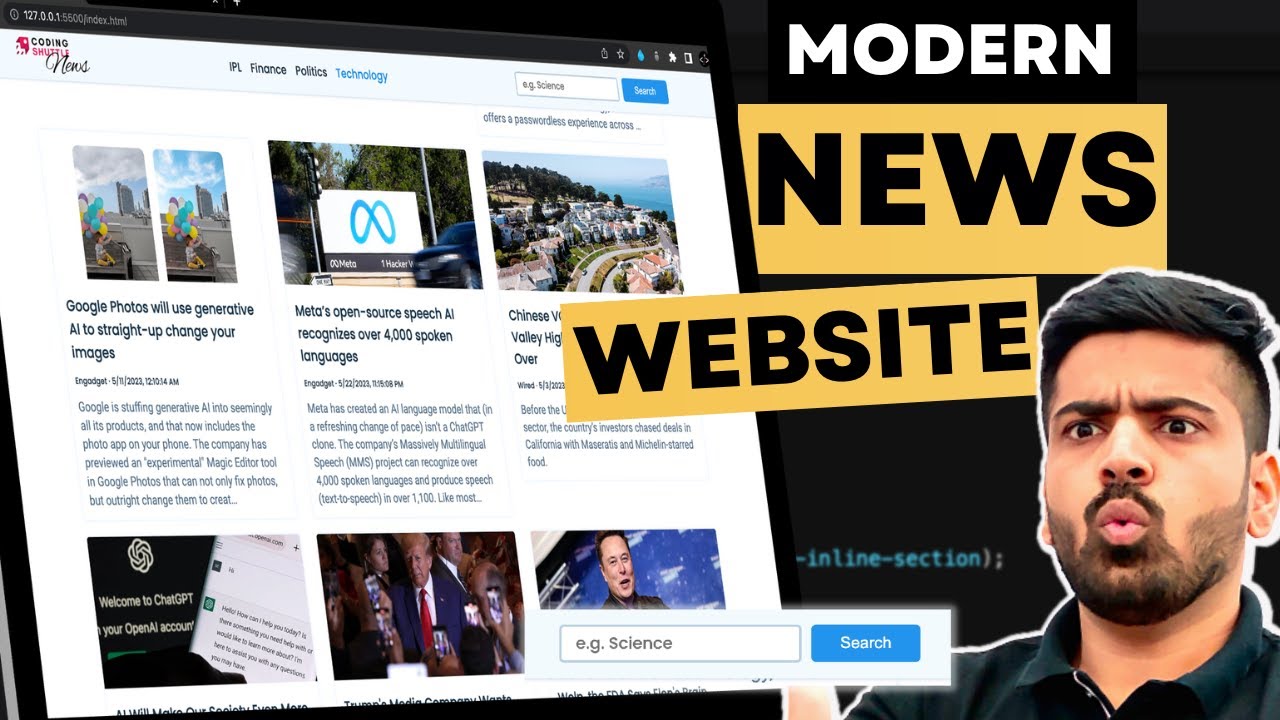 127.0.0.1:5500/index.html
CODING
SHUTTLE
News
IPL Finance Politics Technology
e.g. Science
Search
offers a passwordless experience across ...
Meta
1 Hacker W
Google Photos will use generative
AI to straight-up change your
images
Engadget · 5/11/2023, 12:10:14 AM
Google is stuffing generative AI into seemingly
all its products, and that now includes the
photo app on your phone. The company has
previewed an "experimental" Magic Editor tool
in Google Photos that can not only fix photos,
but outright change them to creat...
Meta's open-source speech AI
recognizes over 4,000 spoken
languages
Engadget · 5/22/2023, 11:15:08 PM
Meta has created an AI language model that (in
a refreshing change of pace) isn't a ChatGPT
clone. The company's Massively Multilingual
Speech (MMS) project can recognize over
4,000 spoken languages and produce speech
(text-to-speech) in over 1,100. Like most...
Chinese
Valley
Over
Wired · 5/3/2023
Before the U
sector, the country's investors chased deals in
California with Maseratis and Michelin-starred
food.
openai.com
Welcome to ChatGPT
your OpenAI account
Hi
Hello! How can I help you today? Is
there something you need help with or
would you like to learn more about? I'm
here to assist you with any questions
you may have.
AI Will Make Our Society Even More
Trump's Media Company Wants
Welp, the FDA Says Elon's Brain
MODERN
NEWS
WEBSITE
-inline-section);
e.g. Science
Search